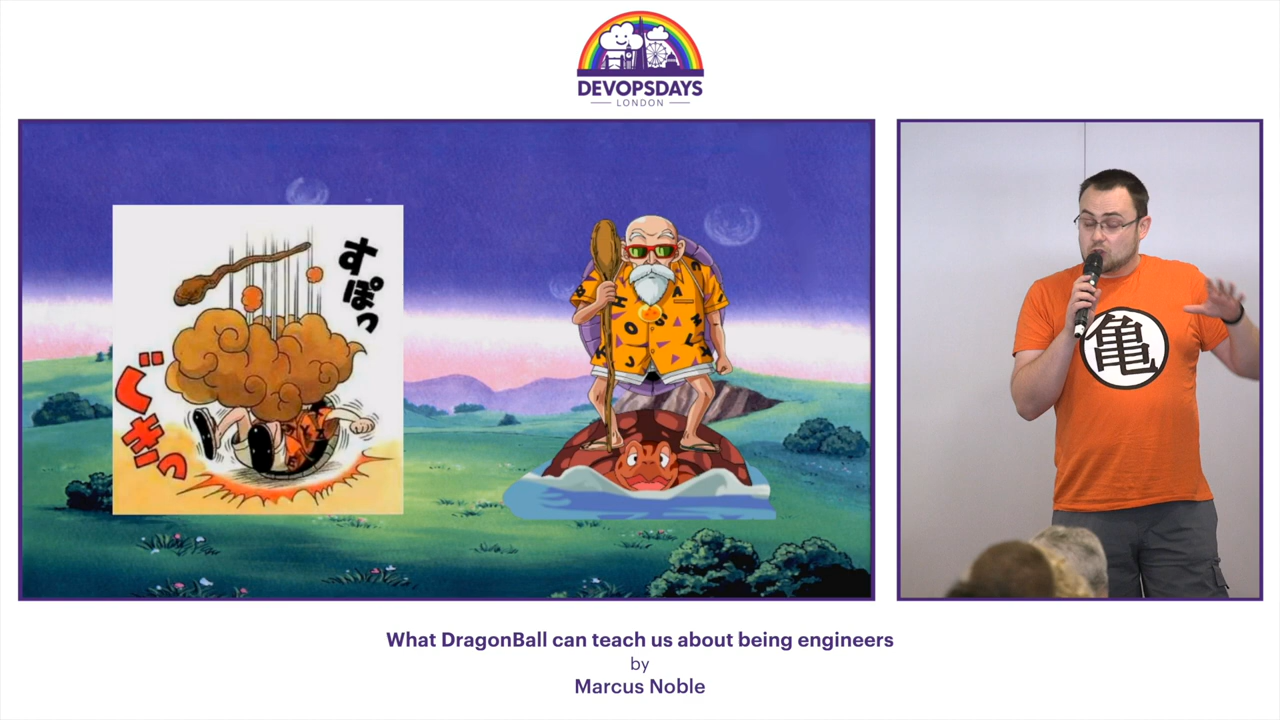 DEVOPSDAYS
LONDON
すぽっ
じきっ
亀
What DragonBall can teach us about being engineers
by
Marcus Noble